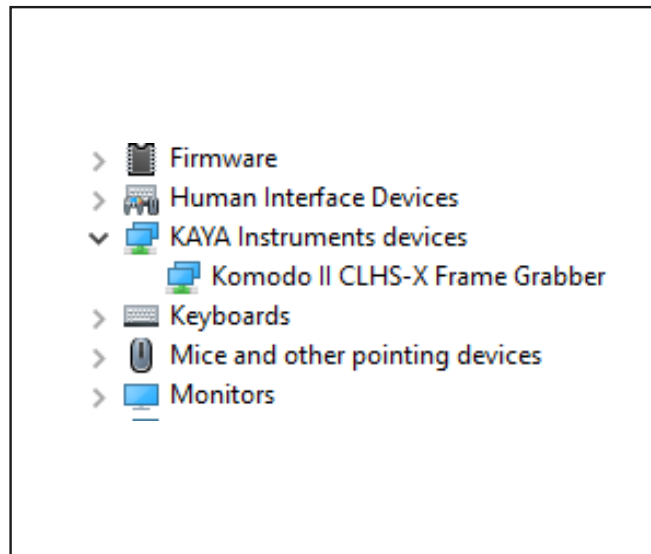 Firmware
Human Interface Devices
KAYA Instruments devices
Komodo II CLHS-X Frame Grabber
Keyboards
Mice and other pointing devices
Monitors